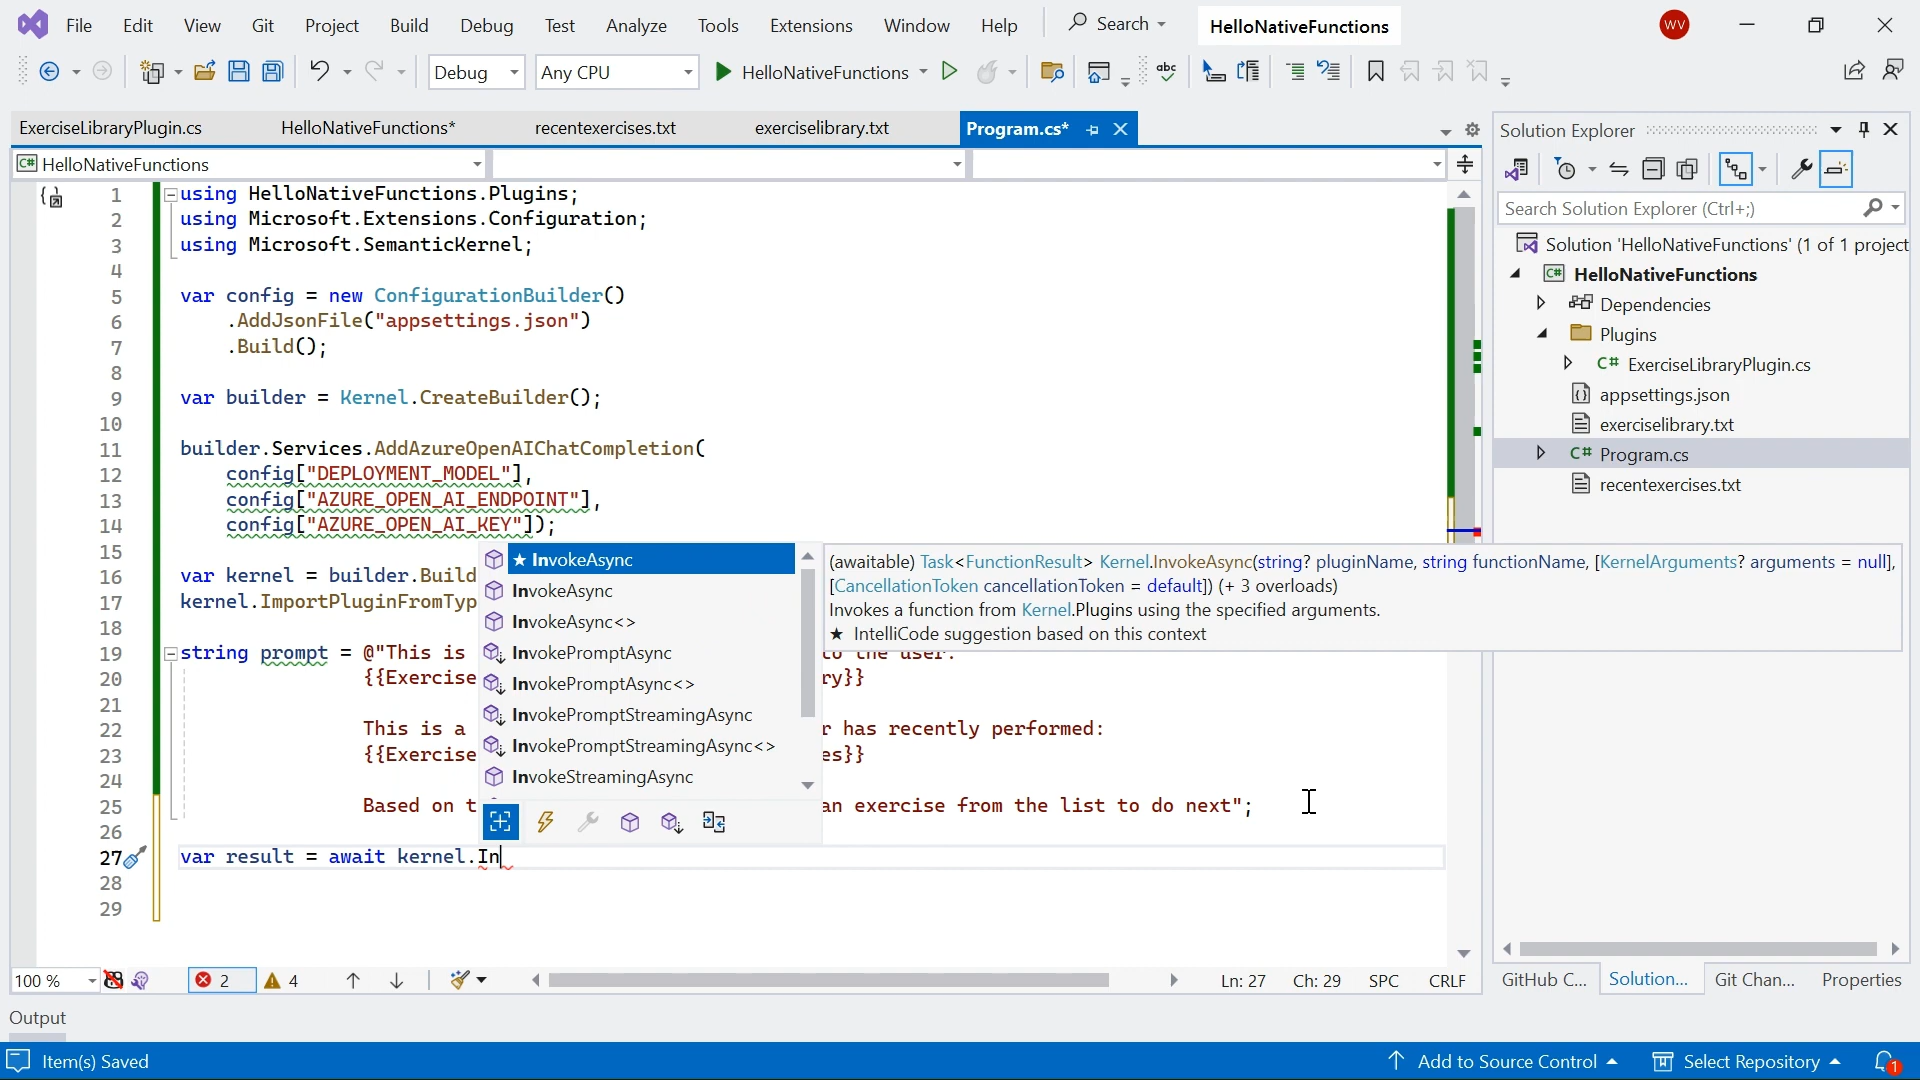 File Edit View Git Project Build Debug Test Analyze Tools Extensions Window Help Search HelloNativeFunctions WV
Debug Any CPU HelloNativeFunctions abc
ExerciseLibraryPlugin.cs HelloNativeFunctions* recentexercises.txt exerciselibrary.txt Program.cs*
C# HelloNativeFunctions
1 using HelloNativeFunctions.Plugins;
2 using Microsoft.Extensions.Configuration;
3 using Microsoft.SemanticKernel;
4
5 var config = new ConfigurationBuilder()
6 .AddJsonFile("appsettings.json")
7 .Build();
8
9 var builder = Kernel.CreateBuilder();
10
11 builder.Services.AddAzureOpenAIChatCompletion(
12 config["DEPLOYMENT_MODEL"],
13 config["AZURE_OPEN_AI_ENDPOINT"],
14 config["AZURE_OPEN_AI_KEY"]);
15
16 var kernel = builder.Build
17 kernel.ImportPluginFromTyp
18
19 string prompt = @"This is to the user:
20 {{Exercise ry}}
21
22 This is a r has recently performed:
23 {{Exercise es}}
24
25 Based on t an exercise from the list to do next";
26
27 var result = await kernel.In
28
29
★ InvokeAsync
InvokeAsync
InvokeAsync<>
InvokePromptAsync
InvokePromptAsync<>
InvokePromptStreamingAsync
InvokePromptStreamingAsync<>
InvokeStreamingAsync
(awaitable) Task<FunctionResult> Kernel.InvokeAsync(string? pluginName, string functionName, [KernelArguments? arguments = null],
[CancellationToken cancellationToken = default]) (+ 3 overloads)
Invokes a function from Kernel.Plugins using the specified arguments.
★ IntelliCode suggestion based on this context
Solution Explorer
Search Solution Explorer (Ctrl+;)
Solution 'HelloNativeFunctions' (1 of 1 project
C# HelloNativeFunctions
Dependencies
Plugins
C# ExerciseLibraryPlugin.cs
appsettings.json
exerciselibrary.txt
C# Program.cs
recentexercises.txt
100 % 2 4 Ln: 27 Ch: 29 SPC CRLF
GitHub C... Solution... Git Chan... Properties
Output
Item(s) Saved Add to Source Control Select Repository 1